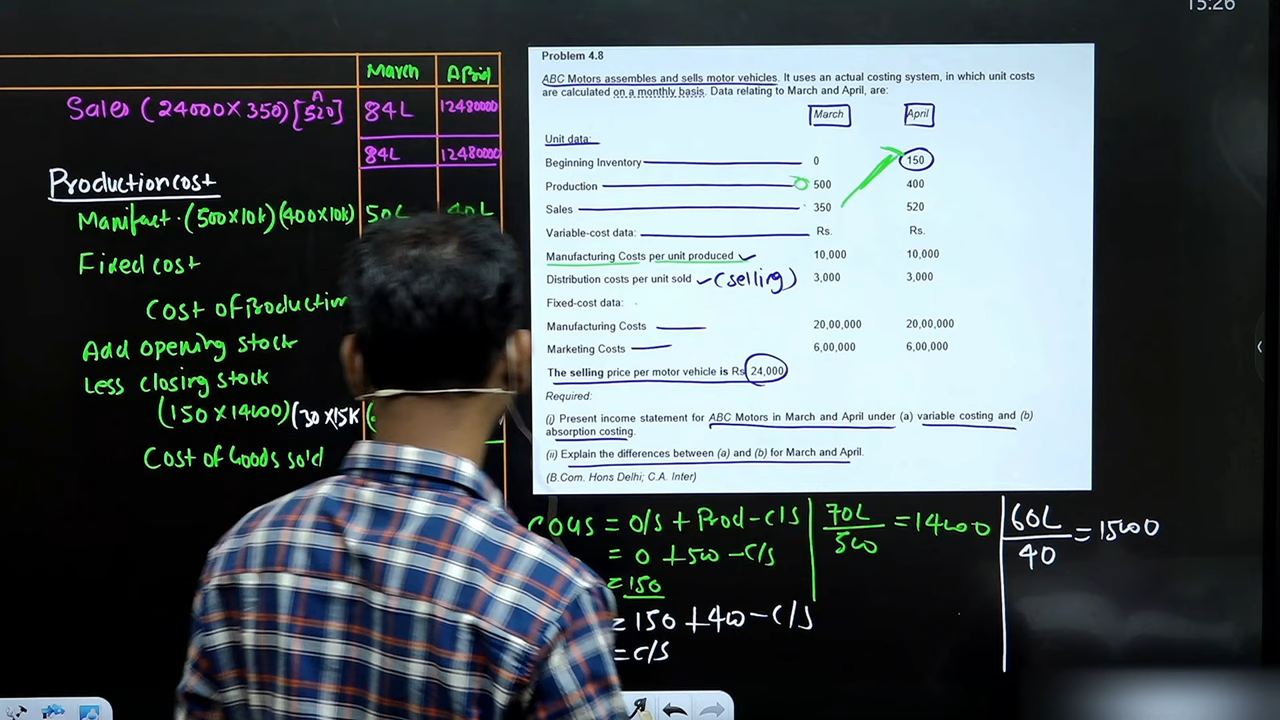 15:26
March April
Sales (24000 X 350) [520] A 84L 12480000
84L 12480000
Production cost
Manifact. (500X10K) (400X10K) 50L 40L
Fixed cost
Cost of Production
Add opening stock
Less closing stock
(150 X 14000) (30 X 15K
Cost of Goods sold
Problem 4.8
ABC Motors assembles and sells motor vehicles. It uses an actual costing system, in which unit costs
are calculated on a monthly basis. Data relating to March and April, are:
March April
Unit data:
Beginning Inventory 0 150
Production 500 400
Sales 350 520
Variable-cost data: Rs. Rs.
Manufacturing Costs per unit produced 10,000 10,000
Distribution costs per unit sold (selling) 3,000 3,000
Fixed-cost data:
Manufacturing Costs 20,00,000 20,00,000
Marketing Costs 6,00,000 6,00,000
The selling price per motor vehicle is Rs 24,000
Required:
(i) Present income statement for ABC Motors in March and April under (a) variable costing and (b)
absorption costing.
(ii) Explain the differences between (a) and (b) for March and April.
(B.Com. Hons Delhi; C.A. Inter)
COGS = O/S + Prod - C/S
= 0 + 500 - C/S
= 150
= 150 + 400 - C/S
= C/S
70L / 500 = 14000
60L / 40 = 15000